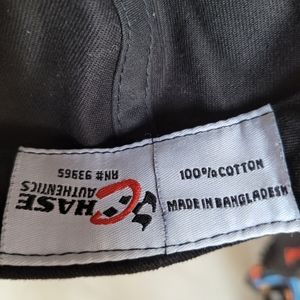 CHASE
AUTHENTICS
RN# 93965
100% COTTON
MADE IN BANGLADESH